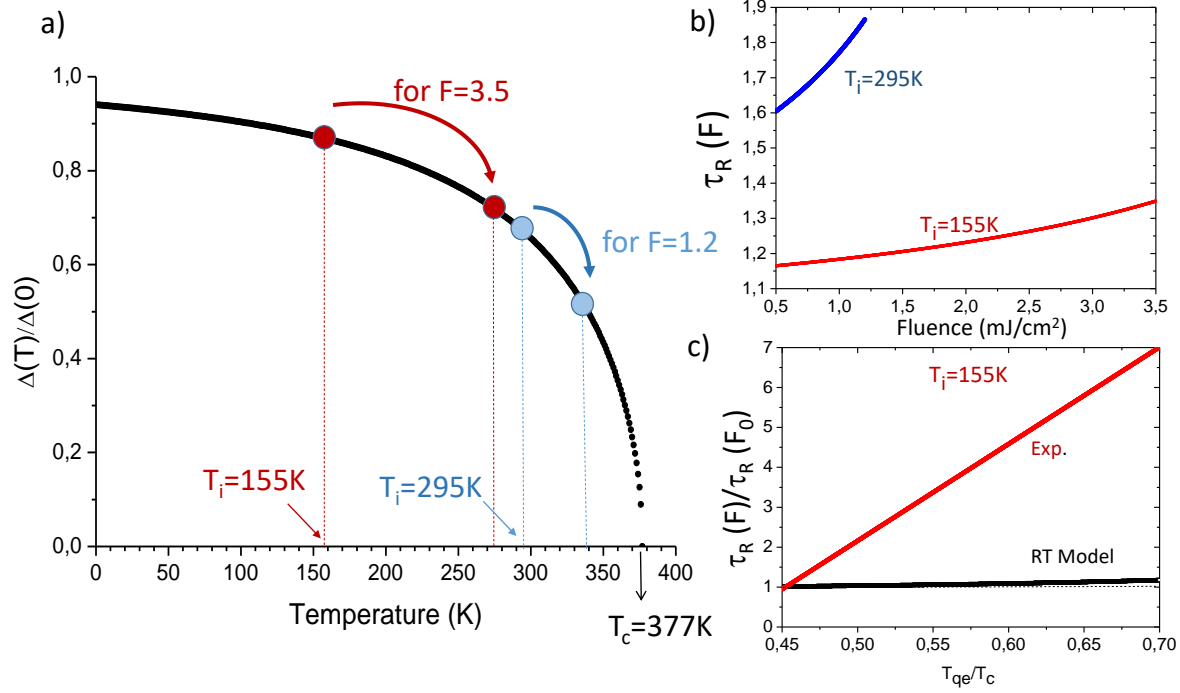 a)
for F=3.5
for F=1.2
Δ(T)/Δ(0)
1,0
0,8
0,6
0,4
0,2
0,0
T_i=155K
T_i=295K
0 50 100 150 200 250 300 350 400
Temperature (K)
T_c=377K
b)
τ_R (F)
1,9
1,8
1,7
1,6
1,5
1,4
1,3
1,2
1,1
T_i=295K
T_i=155K
0,5 1,0 1,5 2,0 2,5 3,0 3,5
Fluence (mJ/cm²)
c)
τ_R (F)/τ_R (F_0)
7
6
5
4
3
2
1
0
T_i=155K
Exp.
RT Model
0,45 0,50 0,55 0,60 0,65 0,70
T_qe/T_c